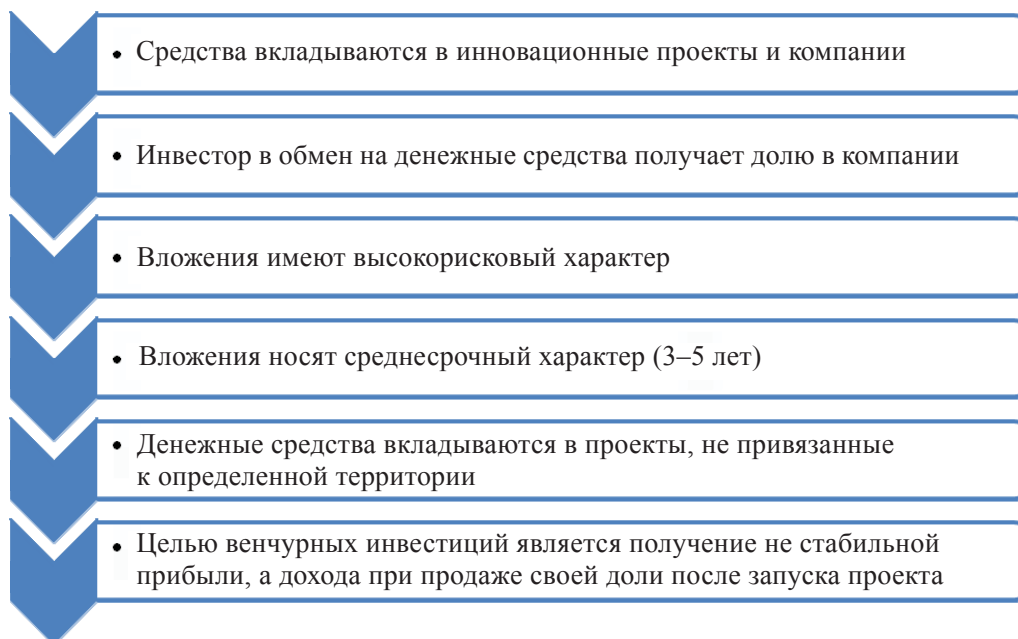 • Средства вкладываются в инновационные проекты и компании
• Инвестор в обмен на денежные средства получает долю в компании
• Вложения имеют высокорисковый характер
• Вложения носят среднесрочный характер (3–5 лет)
• Денежные средства вкладываются в проекты, не привязанные
к определенной территории
• Целью венчурных инвестиций является получение не стабильной
прибыли, а дохода при продаже своей доли после запуска проекта